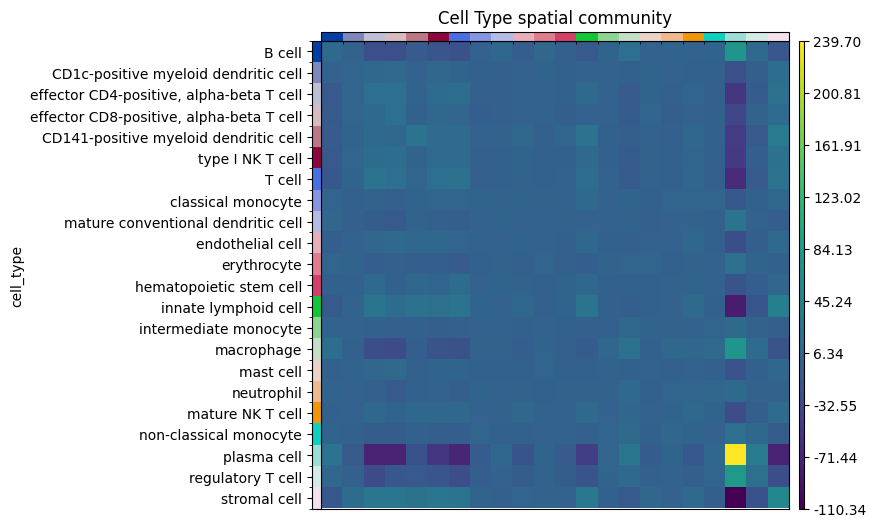 Cell Type spatial community
cell_type
B cell
CD1c-positive myeloid dendritic cell
effector CD4-positive, alpha-beta T cell
effector CD8-positive, alpha-beta T cell
CD141-positive myeloid dendritic cell
type I NK T cell
T cell
classical monocyte
mature conventional dendritic cell
endothelial cell
erythrocyte
hematopoietic stem cell
innate lymphoid cell
intermediate monocyte
macrophage
mast cell
neutrophil
mature NK T cell
non-classical monocyte
plasma cell
regulatory T cell
stromal cell
239.70
200.81
161.91
123.02
84.13
45.24
6.34
-32.55
-71.44
-110.34